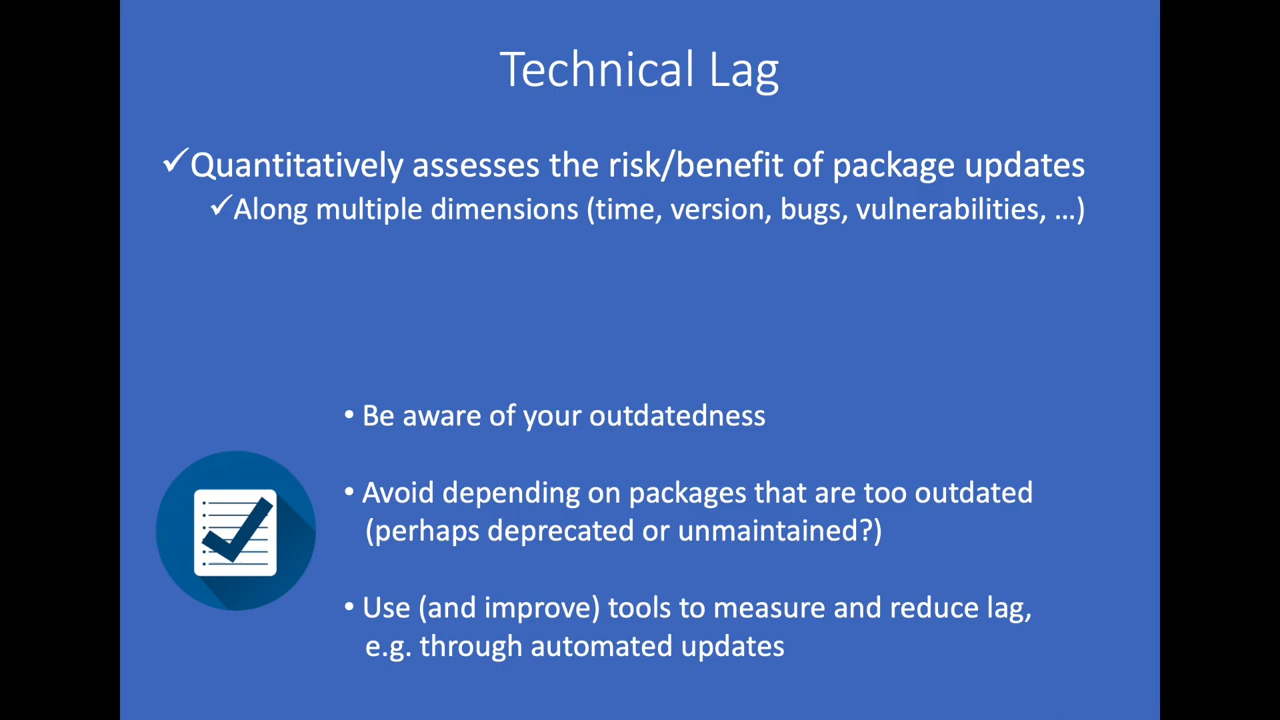 Technical Lag
✓Quantitatively assesses the risk/benefit of package updates
✓Along multiple dimensions (time, version, bugs, vulnerabilities, ...)
• Be aware of your outdatedness
• Avoid depending on packages that are too outdated
(perhaps deprecated or unmaintained?)
• Use (and improve) tools to measure and reduce lag,
e.g. through automated updates